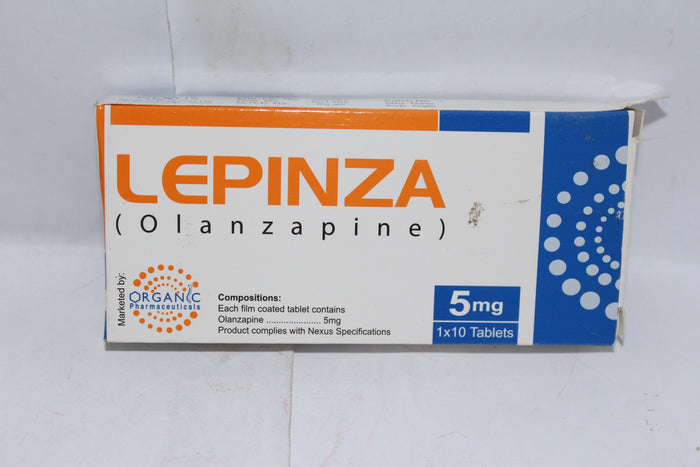 LEPINZA
(Olanzapine)
Marketed by:
ORGANIC
Pharmaceuticals
Compositions:
Each film coated tablet contains
Olanzapine ...................... 5mg
Product complies with Nexus Specifications
5mg
1x10 Tablets